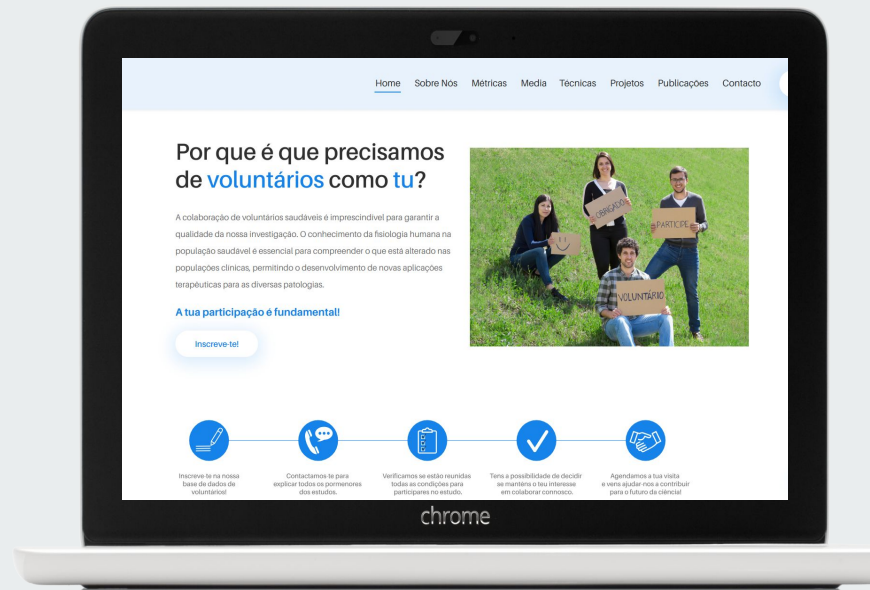 Home Sobre Nós Métricas Media Técnicas Projetos Publicações Contacto
Por que é que precisamos
de voluntários como tu?
A colaboração de voluntários saudáveis é imprescindível para garantir a
qualidade da nossa investigação. O conhecimento da fisiologia humana na
população saudável é essencial para compreender o que está alterado nas
populações clínicas, permitindo o desenvolvimento de novas aplicações
terapêuticas para as diversas patologias.
A tua participação é fundamental!
Inscreve-te!
OBRIGADO
PARTICIPE
VOLUNTÁRIO
Inscreve-te na nossa
base de dados de
voluntários!
Contactamos-te para
explicar todos os pormenores
dos estudos.
Verificamos se estão reunidas
todas as condições para
participares no estudo.
Tens a possibilidade de decidir
se manténs o teu interesse
em colaborar connosco.
Agendamos a tua visita
e vens ajudar-nos a contribuir
para o futuro da ciência!
chrome